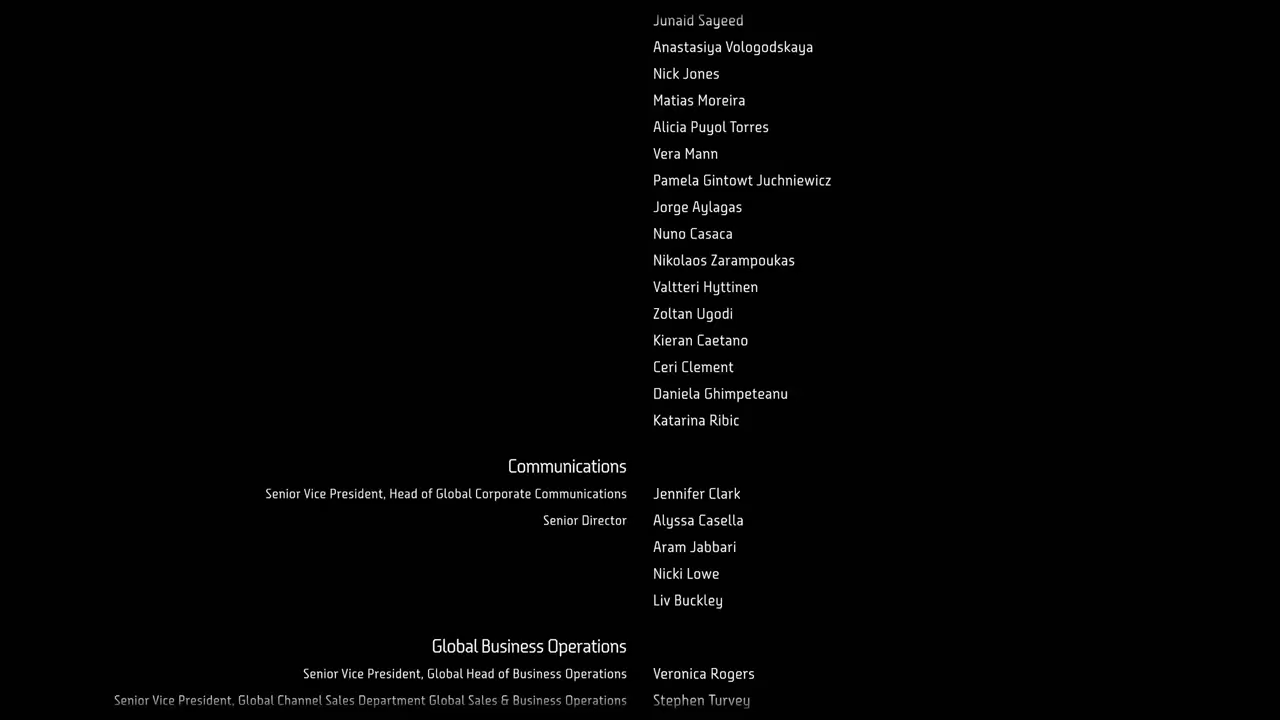 Junaid Sayeed
Anastasiya Vologodskaya
Nick Jones
Matias Moreira
Alicia Puyol Torres
Vera Mann
Pamela Gintowt Juchniewicz
Jorge Aylagas
Nuno Casaca
Nikolaos Zarampoukas
Valtteri Hyttinen
Zoltan Ugodi
Kieran Caetano
Ceri Clement
Daniela Ghimpeteanu
Katarina Ribic
Communications
Senior Vice President, Head of Global Corporate Communications Jennifer Clark
Senior Director Alyssa Casella
Aram Jabbari
Nicki Lowe
Liv Buckley
Global Business Operations
Senior Vice President, Global Head of Business Operations Veronica Rogers
Senior Vice President, Global Channel Sales Department Global Sales & Business Operations Stephen Turvey